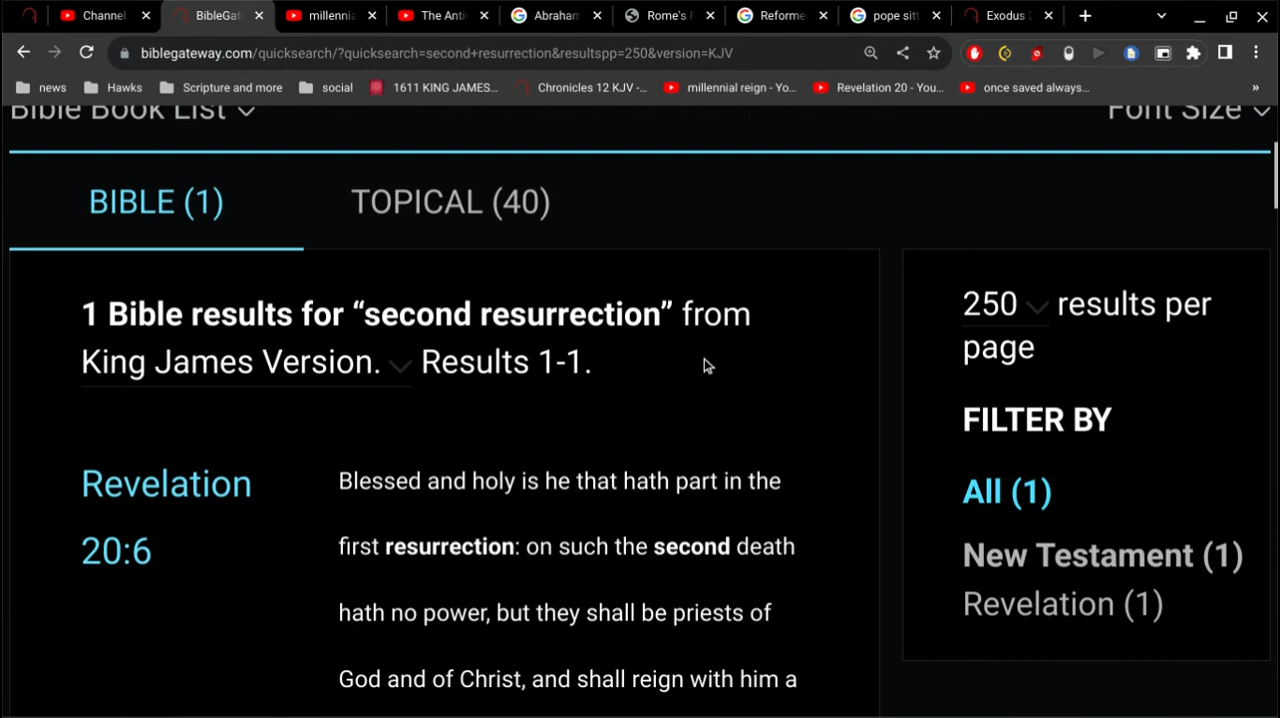 Channel
BibleGat
millennia
The Anti
Abraham
Rome's F
Reforme
pope sitt
Exodus 2
biblegateway.com/quicksearch/?quicksearch=second+resurrection&resultspp=250&version=KJV
news
Hawks
Scripture and more
social
1611 KING JAMES...
Chronicles 12 KJV -...
millennial reign - Yo...
Revelation 20 - You...
once saved always...
»
Bible Book List
Font Size
BIBLE (1)
TOPICAL (40)
1 Bible results for “second resurrection” from
King James Version. Results 1-1.
Revelation
20:6
Blessed and holy is he that hath part in the
first resurrection: on such the second death
hath no power, but they shall be priests of
God and of Christ, and shall reign with him a
250 results per
page
FILTER BY
All (1)
New Testament (1)
Revelation (1)